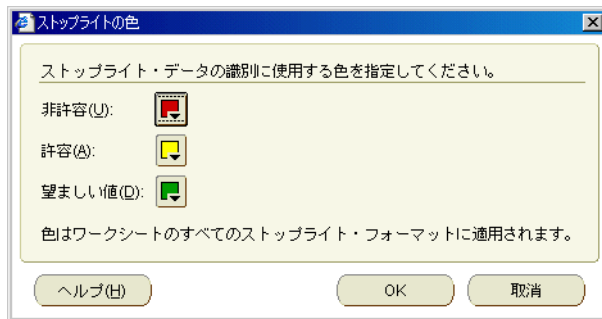 ストップライトの色
ストップライト・データの識別に使用する色を指定してください。
非許容(U):
許容(A):
望ましい値(D):
色はワークシートのすべてのストップライト・フォーマットに適用されます。
ヘルプ(H) OK 取消